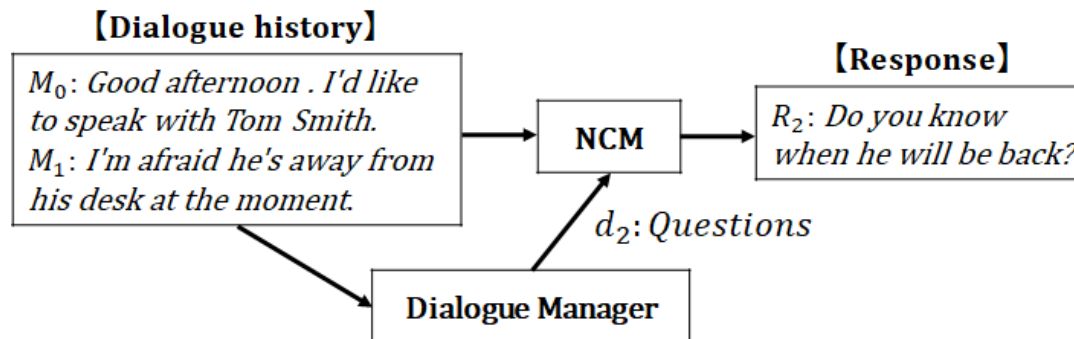 【Dialogue history】
M₀: Good afternoon . I'd like
to speak with Tom Smith.
M₁: I'm afraid he's away from
his desk at the moment.
NCM
【Response】
R₂: Do you know
when he will be back?
d₂: Questions
Dialogue Manager